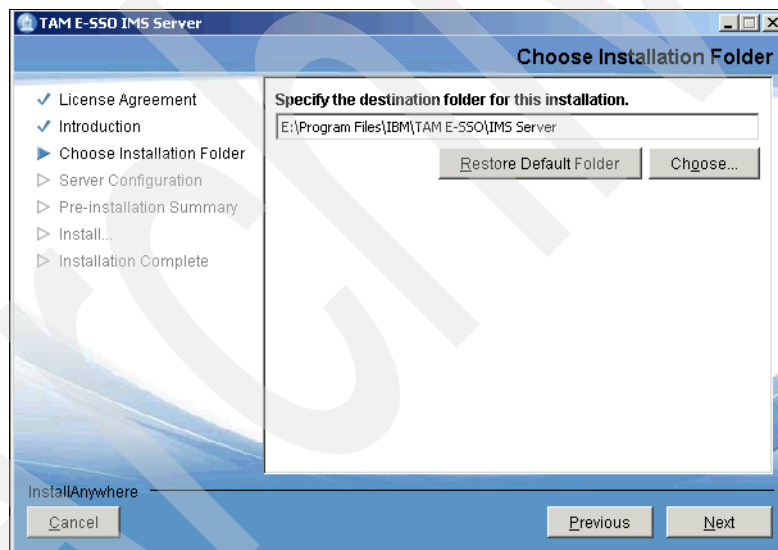 TAM E-SSO IMS Server
Choose Installation Folder
License Agreement
Introduction
Choose Installation Folder
Server Configuration
Pre-installation Summary
Install...
Installation Complete
Specify the destination folder for this installation.
E:\Program Files\IBM\TAM E-SSO\IMS Server
Restore Default Folder
Choose...
InstallAnywhere
Cancel
Previous
Next